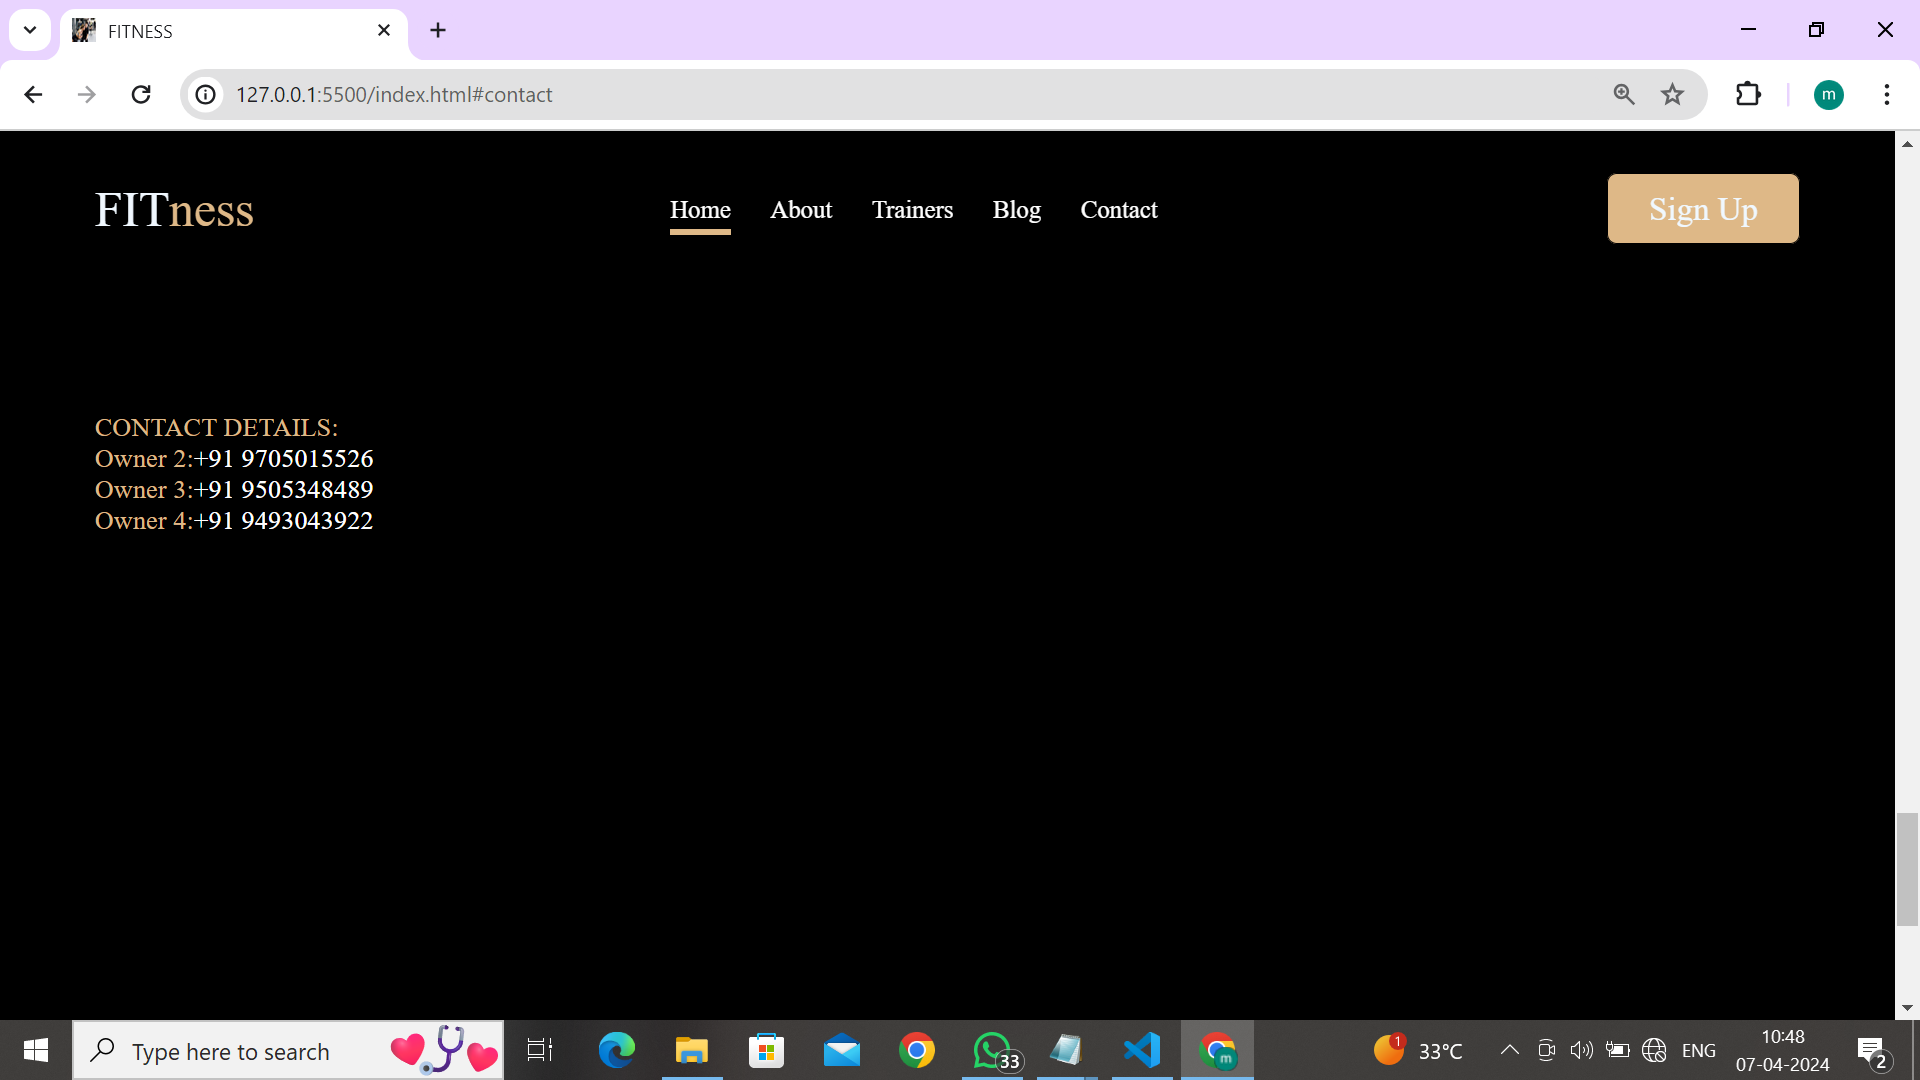 FITNESS
127.0.0.1:5500/index.html#contact
m
FITness
Home About Trainers Blog Contact
Sign Up
CONTACT DETAILS:
Owner 2:+91 9705015526
Owner 3:+91 9505348489
Owner 4:+91 9493043922
Type here to search
33
m
1
33°C
ENG
10:48
07-04-2024
2